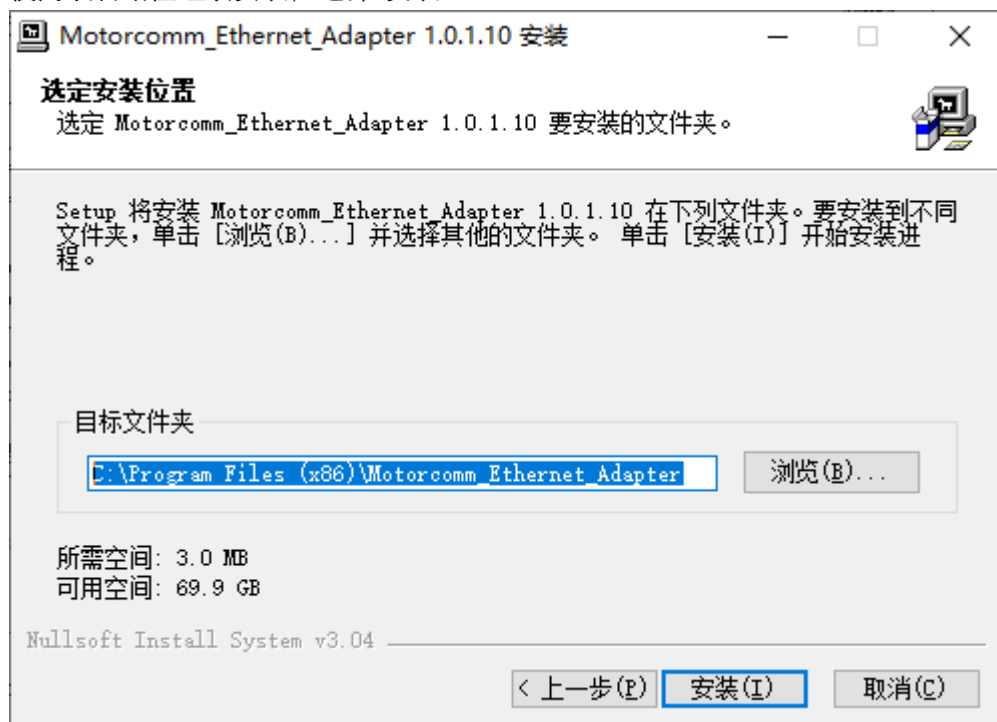 Motorcomm_Ethernet_Adapter 1.0.1.10 安装
选定安装位置
选定 Motorcomm_Ethernet_Adapter 1.0.1.10 要安装的文件夹。
Setup 将安装 Motorcomm_Ethernet_Adapter 1.0.1.10 在下列文件夹。要安装到不同
文件夹，单击 [浏览(B)...] 并选择其他的文件夹。 单击 [安装(I)] 开始安装进
程。
目标文件夹
C:\Program Files (x86)\Motorcomm_Ethernet_Adapter
浏览(B)...
所需空间: 3.0 MB
可用空间: 69.9 GB
Nullsoft Install System v3.04
< 上一步(P)
安装(I)
取消(C)